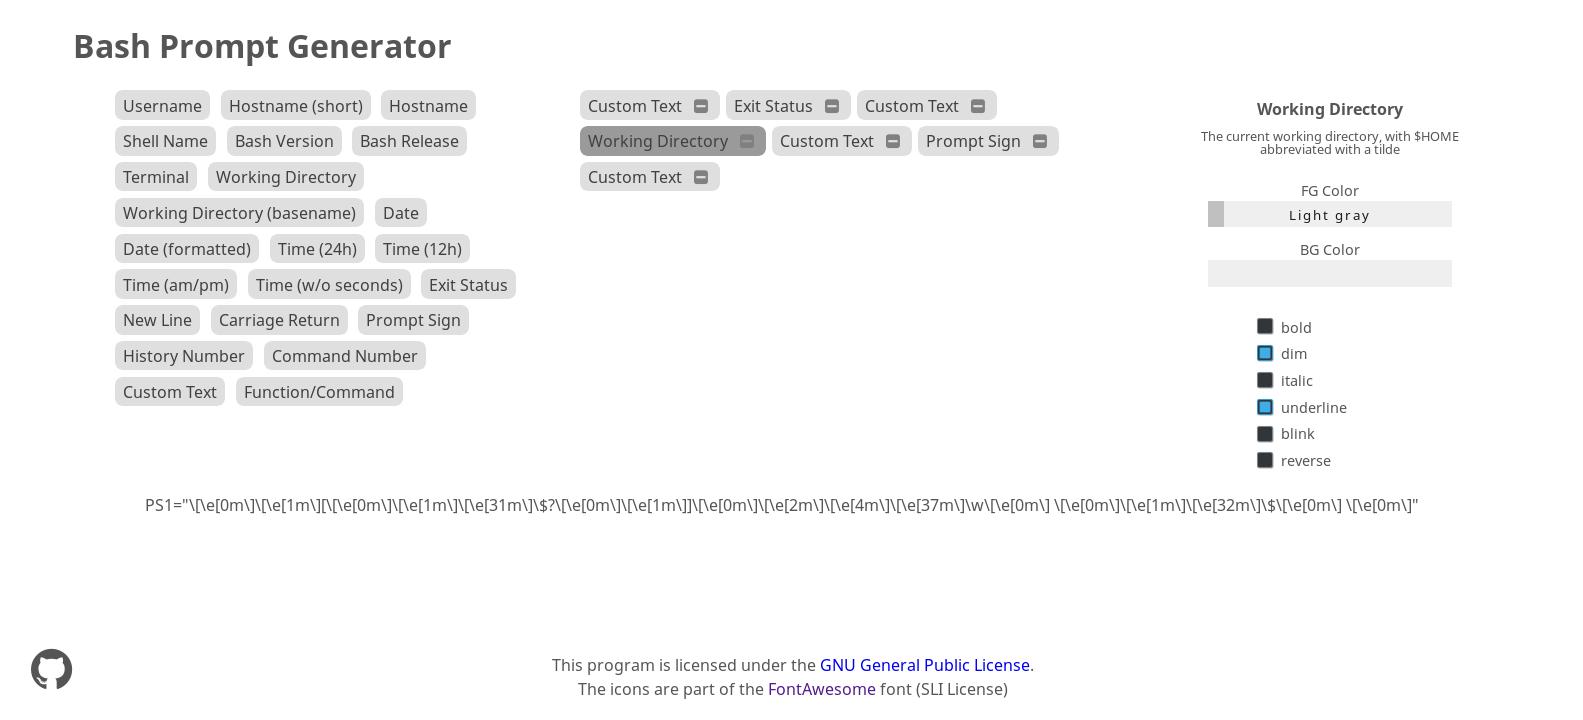 Bash Prompt Generator
Username Hostname (short) Hostname
Shell Name Bash Version Bash Release
Terminal Working Directory
Working Directory (basename) Date
Date (formatted) Time (24h) Time (12h)
Time (am/pm) Time (w/o seconds) Exit Status
New Line Carriage Return Prompt Sign
History Number Command Number
Custom Text Function/Command
Custom Text Exit Status Custom Text
Working Directory Custom Text Prompt Sign
Custom Text
Working Directory
The current working directory, with $HOME
abbreviated with a tilde
FG Color
Light gray
BG Color
bold
dim
italic
underline
blink
reverse
PS1="\[\e[0m\]\[\e[1m\][\[\e[0m\]\[\e[1m\]\[\e[31m\]\$?\[\e[0m\]\[\e[1m\]]\[\e[0m\]\[\e[2m\]\[\e[4m\]\[\e[37m\]\w\[\e[0m\] \[\e[0m\]\[\e[1m\]\[\e[32m\]\$\[\e[0m\] \[\e[0m\]"
This program is licensed under the GNU General Public License.
The icons are part of the FontAwesome font (SLI License)